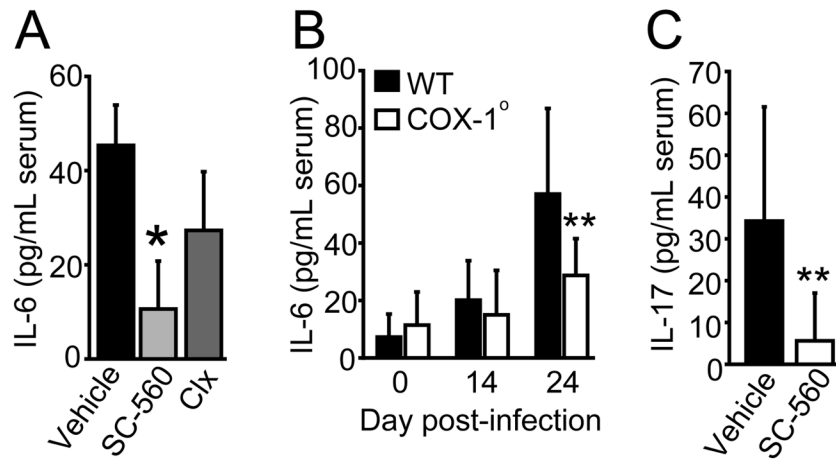 A
IL-6 (pg/mL serum)
60
40
20
0
*
Vehicle
SC-560
Clx
B
IL-6 (pg/mL serum)
100
80
60
40
20
0
WT
COX-1°
**
0 14 24
Day post-infection
C
IL-17 (pg/mL serum)
70
60
50
40
30
20
10
0
**
Vehicle
SC-560